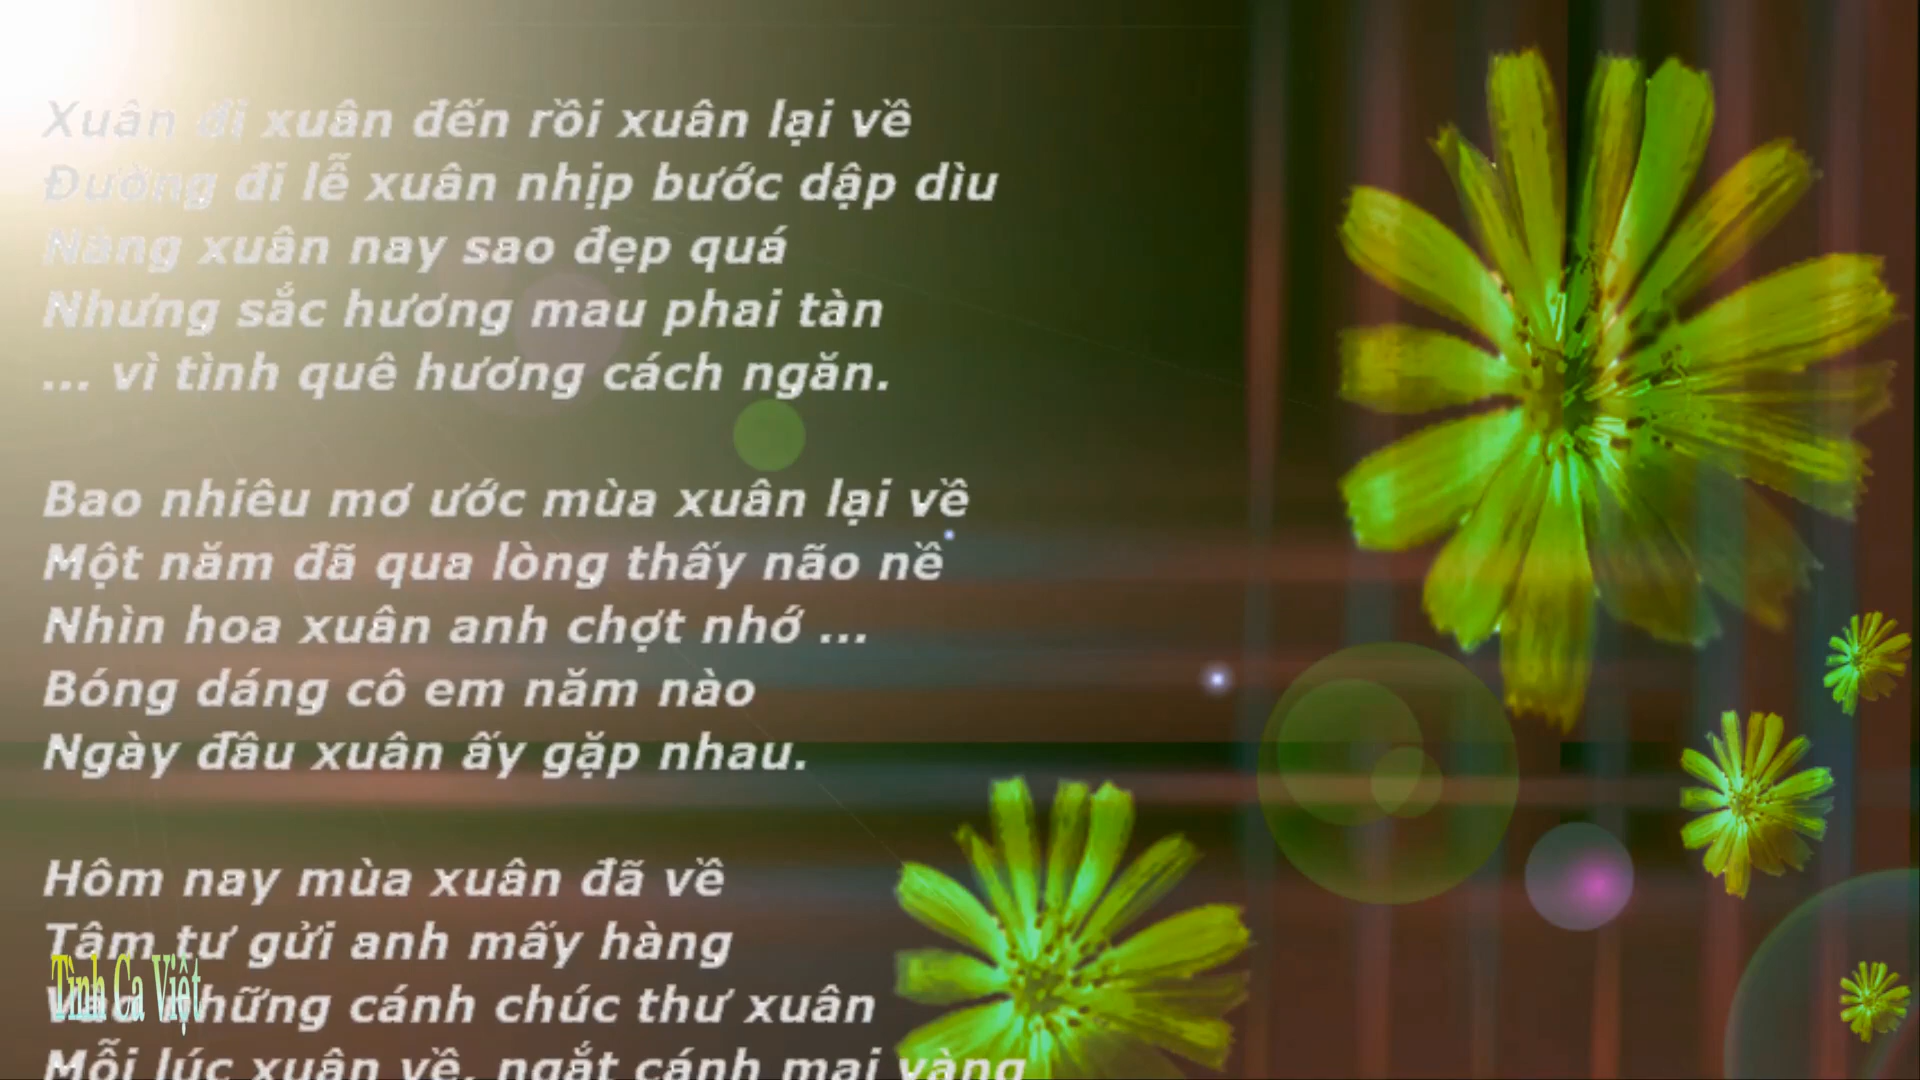 Xuân đi xuân đến rồi xuân lại về
Đường đi lễ xuân nhịp bước dập dìu
Nàng xuân nay sao đẹp quá
Nhưng sắc hương mau phai tàn
... vì tình quê hương cách ngăn.
Bao nhiêu mơ ước mùa xuân lại về
Một năm đã qua lòng thấy não nề
Nhìn hoa xuân anh chợt nhớ ...
Bóng dáng cô em năm nào
Ngày đầu xuân ấy gặp nhau.
Hôm nay mùa xuân đã về
Tâm tư gửi anh mấy hàng
những cánh chúc thư xuân
Mỗi lúc xuân về, ngắt cánh mai vàng
Tình Ca Việt